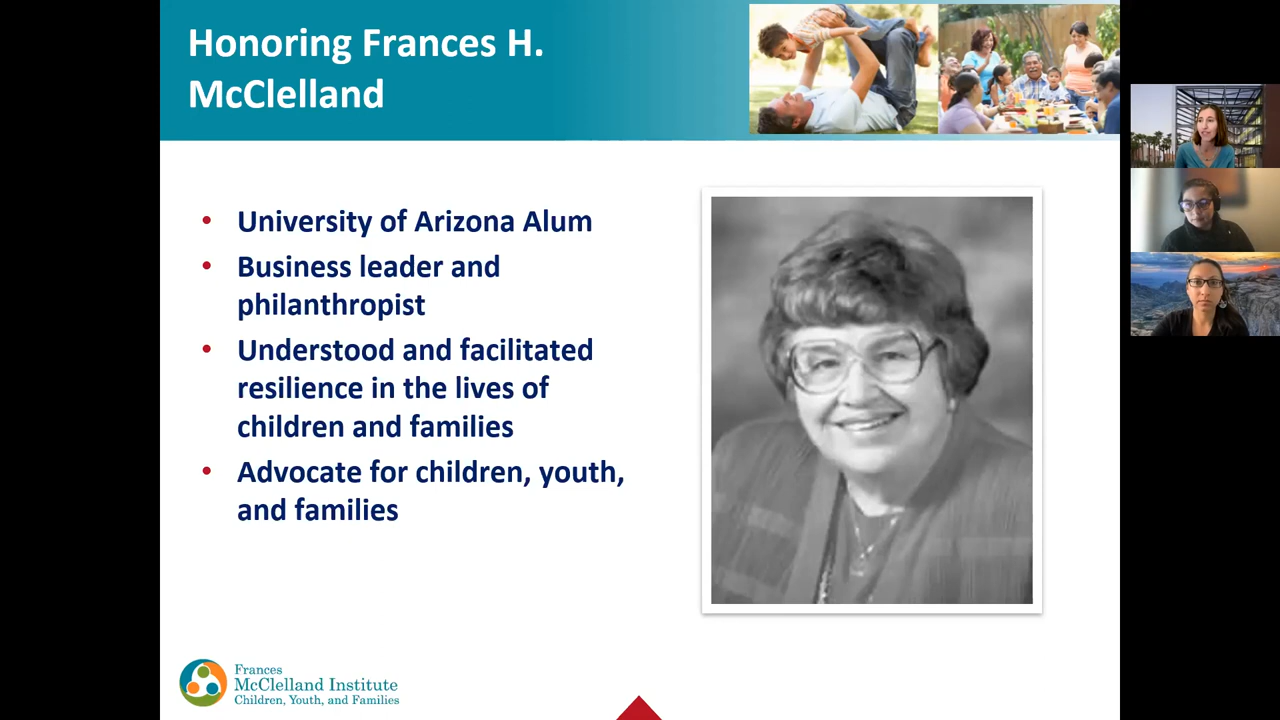 Honoring Frances H.
McClelland
• University of Arizona Alum
• Business leader and
philanthropist
• Understood and facilitated
resilience in the lives of
children and families
• Advocate for children, youth,
and families
Frances
McClelland Institute
Children, Youth, and Families